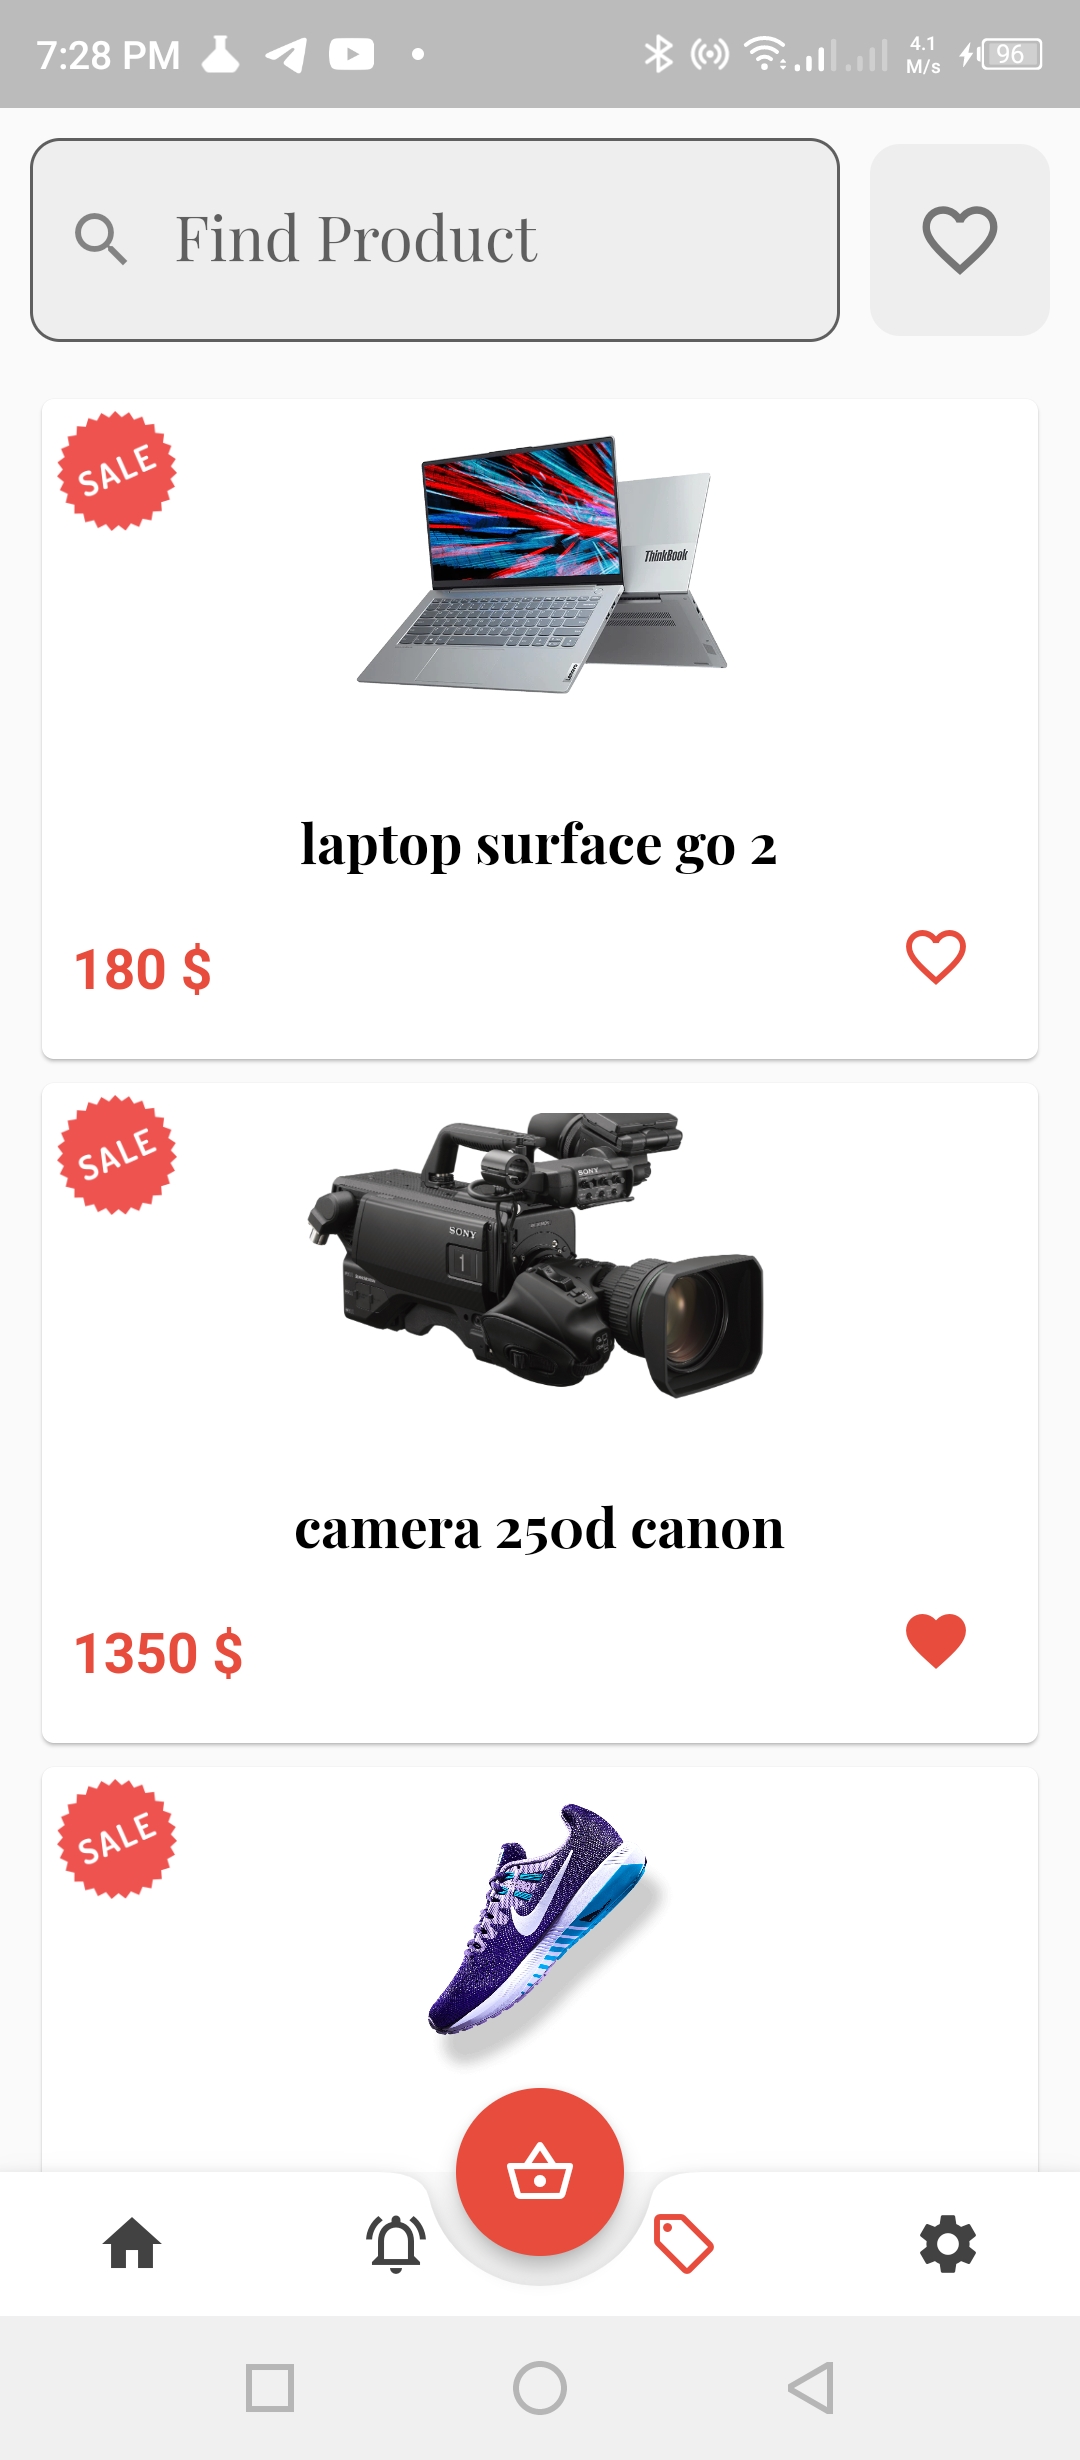 7:28 PM
4.1
M/s
96
Find Product
SALE
ThinkBook
Lenovo
laptop surface go 2
180 $
SALE
SONY
SONY
1
camera 250d canon
1350 $
SALE